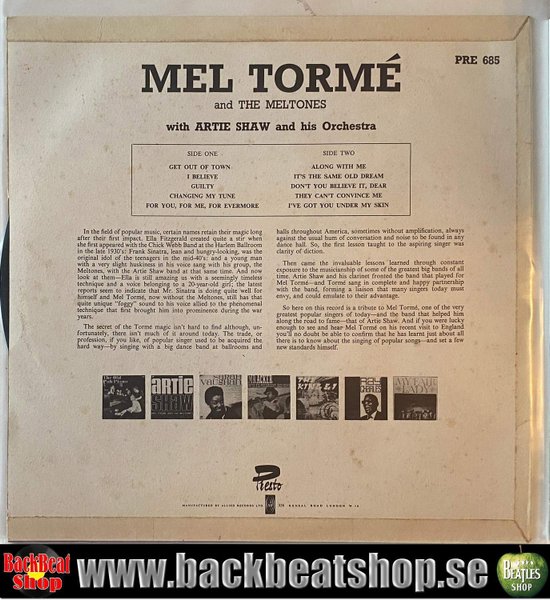 PRE 685
MEL TORMÉ
and THE MELTONES
with ARTIE SHAW and his Orchestra
SIDE ONE
GET OUT OF TOWN
I BELIEVE
GUILTY
CHANGING MY TUNE
FOR YOU, FOR ME, FOR EVERMORE
SIDE TWO
ALONG WITH ME
IT'S THE SAME OLD DREAM
DON'T YOU BELIEVE IT, DEAR
THEY CAN'T CONVINCE ME
I'VE GOT YOU UNDER MY SKIN
In the field of popular music, certain names retain their magic long
after their first impact. Ella Fitzgerald created quite a stir when
she first appeared with the Chick Webb Band at the Harlem Ballroom
in the late 1930's: Frank Sinatra, lean and hungry-looking, was the
original idol of the teenagers in the mid-40's: and a young man
with a very slight huskiness in his voice sang with his group, the
Meltones, with the Artie Shaw band at that same time. And now
look at them—Ella is still amazing us with a seemingly timeless
technique and a voice belonging to a 20-year-old girl; the latest
reports seem to indicate that Mr. Sinatra is doing quite well for
himself and Mel Tormé, now without the Meltones, still has that
quite unique "foggy" sound to his voice allied to the phenomenal
technique that first brought him into prominence during the war
years.
The secret of the Tormé magic isn't hard to find although, un-
fortunately, there isn't much of it around today. The trade, or
profession, if you like, of popular singer used to be acquired the
hard way—by singing with a big dance band at ballrooms and
halls throughout America, sometimes without amplification, always
against the usual hum of conversation and noise to be found in any
dance hall. So, the first lesson taught to the aspiring singer was
clarity of diction.
Then came the invaluable lessons learned through constant
exposure to the musicianship of some of the greatest big bands of all
time. Artie Shaw and his clarinet fronted the band that played for
Mel Tormé—and Tormé sang in complete and happy partnership
with the band, forming a liaison that many singers today must
envy, and could emulate to their advantage.
So here on this record is a tribute to Mel Tormé, one of the very
greatest popular singers of today—and the band that helped him
along the road to fame—that of Artie Shaw. And if you were lucky
enough to see and hear Mel Tormé on his recent visit to England
you'll no doubt be able to confirm that he has learnt just about all
there is to know about the singing of popular songs—and set a few
new standards himself.
ARTIE
SHAW
SARAH
VAUGHAN
THE KING & I
MY FAIR
LADY
Presto
MANUFACTURED BY ALLIED RECORDS LTD 326 KENSAL ROAD LONDON W.10
BackBeat
Shop
www.backbeatshop.se
BEATLES
SHOP